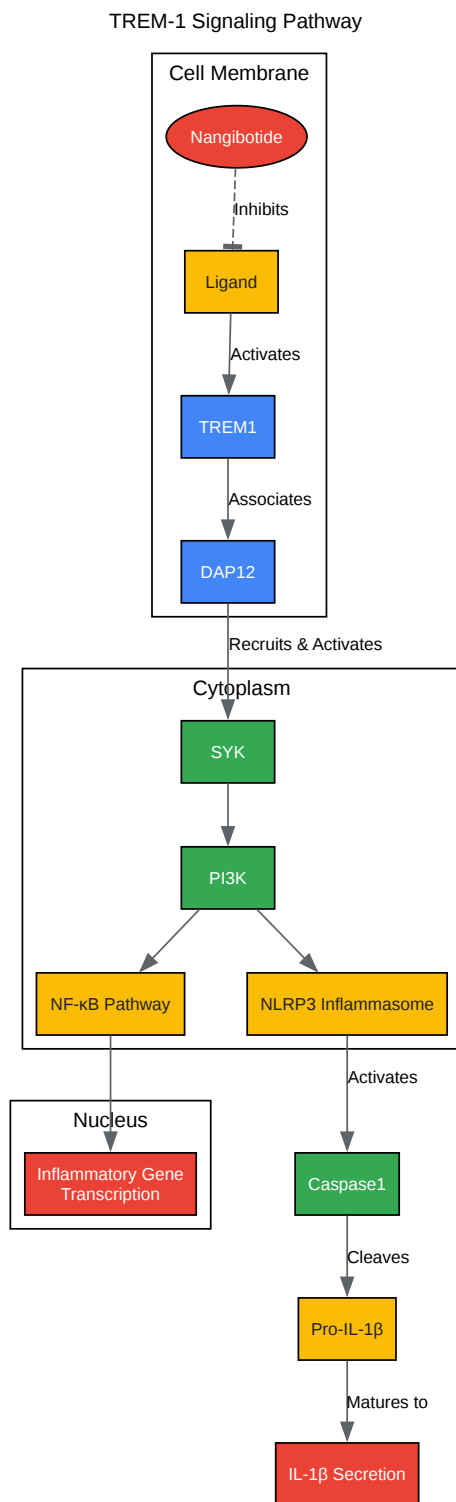 TREM-1 Signaling Pathway
Cell Membrane
Nangibotide
Inhibits
Ligand
Activates
TREM1
Associates
DAP12
Recruits & Activates
Cytoplasm
SYK
PI3K
NF-κB Pathway
NLRP3 Inflammasome
Activates
Nucleus
Inflammatory Gene
Transcription
Caspase1
Cleaves
Pro-IL-1β
Matures to
IL-1β Secretion